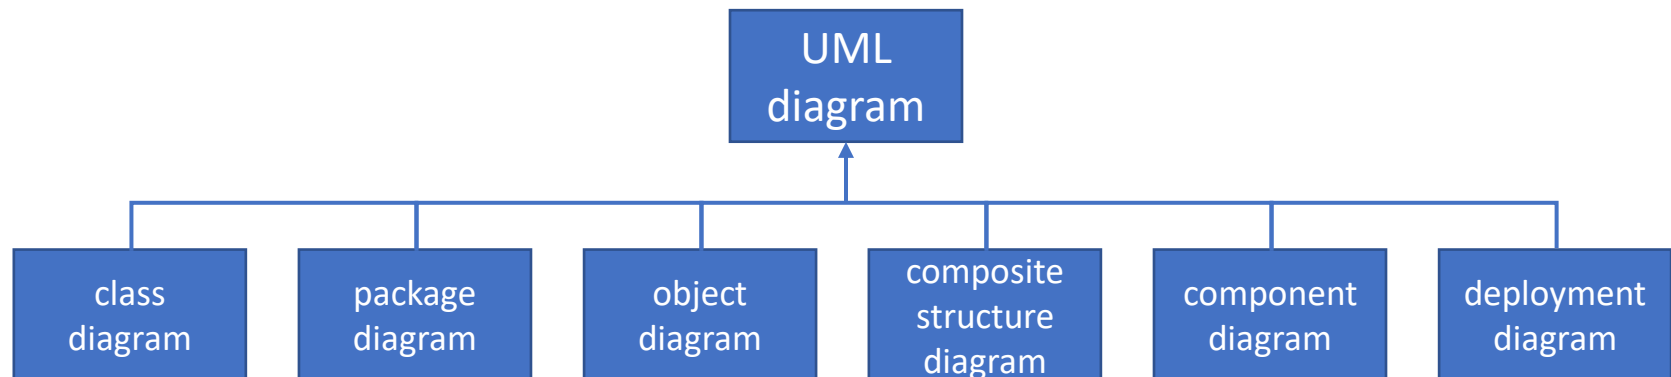 UML
diagram
class
diagram
package
diagram
object
diagram
composite
structure
diagram
component
diagram
deployment
diagram